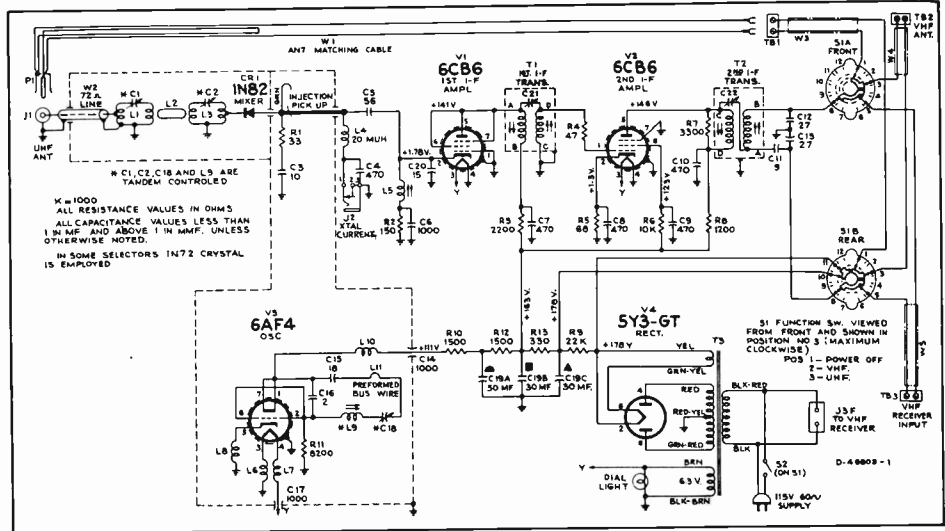 W1
ANT MATCHING CABLE
P1
J1
UHF
ANT
W2
72Ω
LINE
*C1
L1
L2
*C2
L3
CR1
1N82
MIXER
GRN
INJECTION
PICK UP
R1
33
C3
10
C5
56
L4
20 MUH
C4
470
J2
XTAL
CURRENT
L5
R2
150
C6
1000
+1.78V.
C20
15
V1
6CB6
1ST I-F
AMPL
+141V
T1
1ST. I-F
TRANS.
C21
A
B
D
C
R4
47
V2
6CB6
2ND I-F
AMPL
+146V
+1.3V.
+123V.
R3
2200
C7
470
R5
68
C8
470
R6
10K
C9
470
R7
3300
C10
470
T2
2ND I-F
TRANS.
C22
R8
1200
C11
9
C12
27
C13
27
TB1
W3
TB2
VHF
ANT.
W4
S1A
FRONT
S1B
REAR
W5
TB3
VHF
RECEIVER
INPUT
* C1,C2,C18 AND L9 ARE
TANDEM CONTROLED
K=1000
ALL RESISTANCE VALUES IN OHMS
ALL CAPACITANCE VALUES LESS THAN
1 IN MF AND ABOVE 1 IN MMF. UNLESS
OTHERWISE NOTED.
IN SOME SELECTORS 1N72 CRYSTAL
IS EMPLOYED
S1 FUNCTION SW. VIEWED
FROM FRONT AND SHOWN IN
POSITION NO 3 (MAXIMUM
CLOCKWISE)
POS 1- POWER OFF
2- VHF.
3- UHF.
V3
6AF4
OSC
L10
C15
18
L11
PREFORMED
BUS WIRE
C16
2
*L9
*C18
R11
8200
L8
L6
L7
C17
1000
Y
+111V
C14
1000
R10
1500
R12
1500
R13
330
R9
22 K
+163V.
+178V.
C19A
30 MF.
C19B
30 MF.
C19C
30 MF.
+178V
V4
5Y3-GT
RECT.
YEL
GRN-YEL
RED
RED-YEL
GRN-RED
T3
BLK-RED
BLK
BRN
6.3 V.
BLK-BRN
Y
DIAL
LIGHT
J3F
TO VHF
RECEIVER
S2
(ON S1)
D-49809-1
115V 60∿
SUPPLY